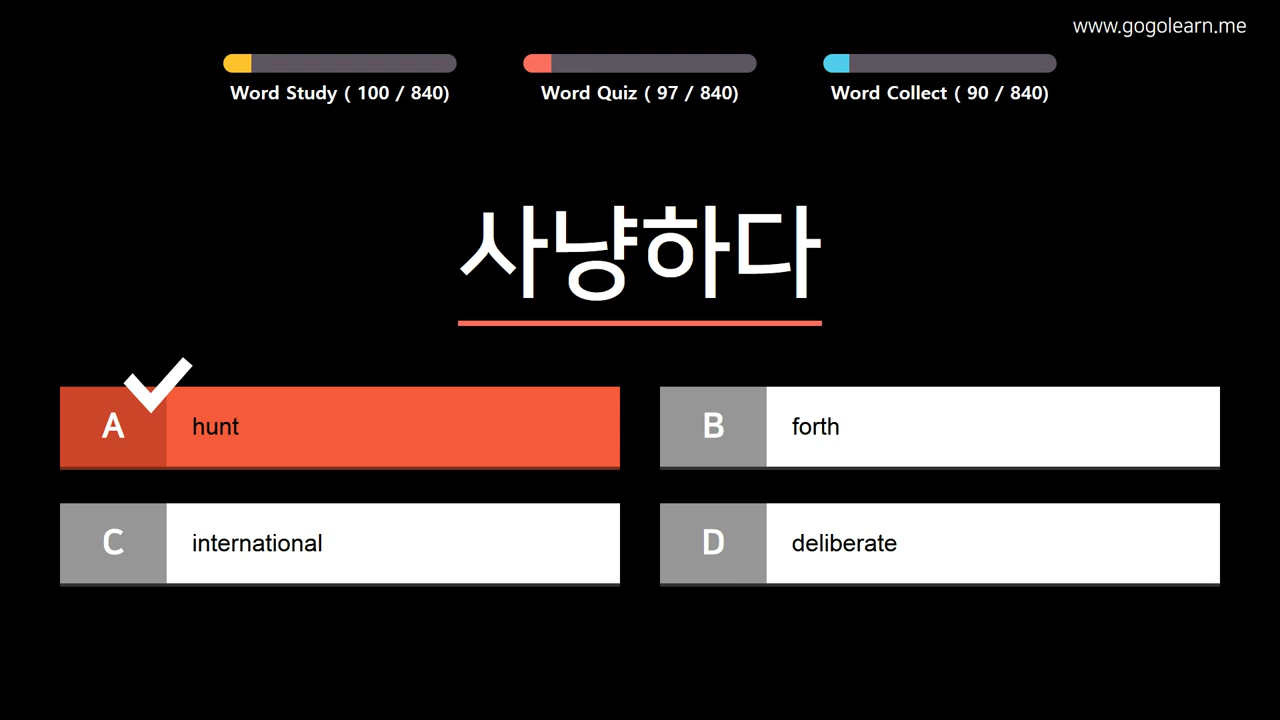 www.gogolearn.me
Word Study ( 100 / 840)
Word Quiz ( 97 / 840)
Word Collect ( 90 / 840)
사냥하다
A hunt
B forth
C international
D deliberate